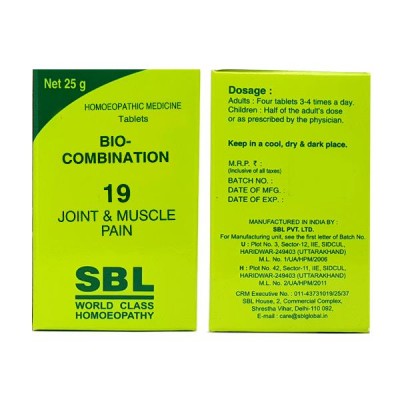 Net 25 g
HOMOEOPATHIC MEDICINE
Tablets
BIO-
COMBINATION
19
JOINT & MUSCLE
PAIN
SBL
WORLD CLASS
HOMOEOPATHY
Dosage :
Adults : Four tablets 3-4 times a day.
Children : Half of the adult's dose
or as prescribed by the physician.
Keep in a cool, dry & dark place.
M.R.P. ₹ :
(Inclusive of all taxes)
BATCH NO. :
DATE OF MFG. :
DATE OF EXP. :
MANUFACTURED IN INDIA BY :
SBL PVT. LTD.
For Manufacturing unit, see the first letter of Batch No.
U : Plot No. 3, Sector-12, IIE, SIDCUL,
HARIDWAR-249403 (UTTARAKHAND)
M.L. No. 1/UA/HPM/2006
H : Plot No. 42, Sector-11, IIE, SIDCUL,
HARIDWAR-249403 (UTTARAKHAND)
M.L. No. 2/UA/HPM/2011
CRM Executive No. : 011-43731019/25/37
SBL House, 2, Commercial Complex,
Shrestha Vihar, Delhi-110 092,
E-mail : care@sblglobal.in